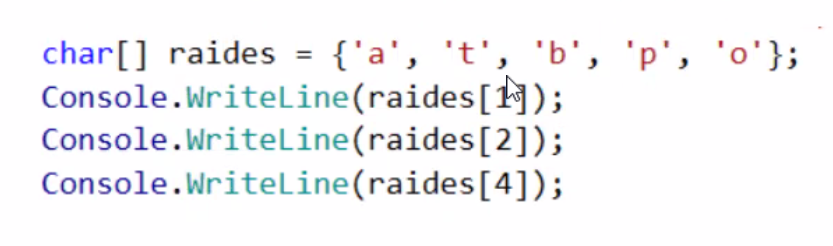 char[] raides = {'a', 't', 'b', 'p', 'o'};
Console.WriteLine(raides[1]);
Console.WriteLine(raides[2]);
Console.WriteLine(raides[4]);